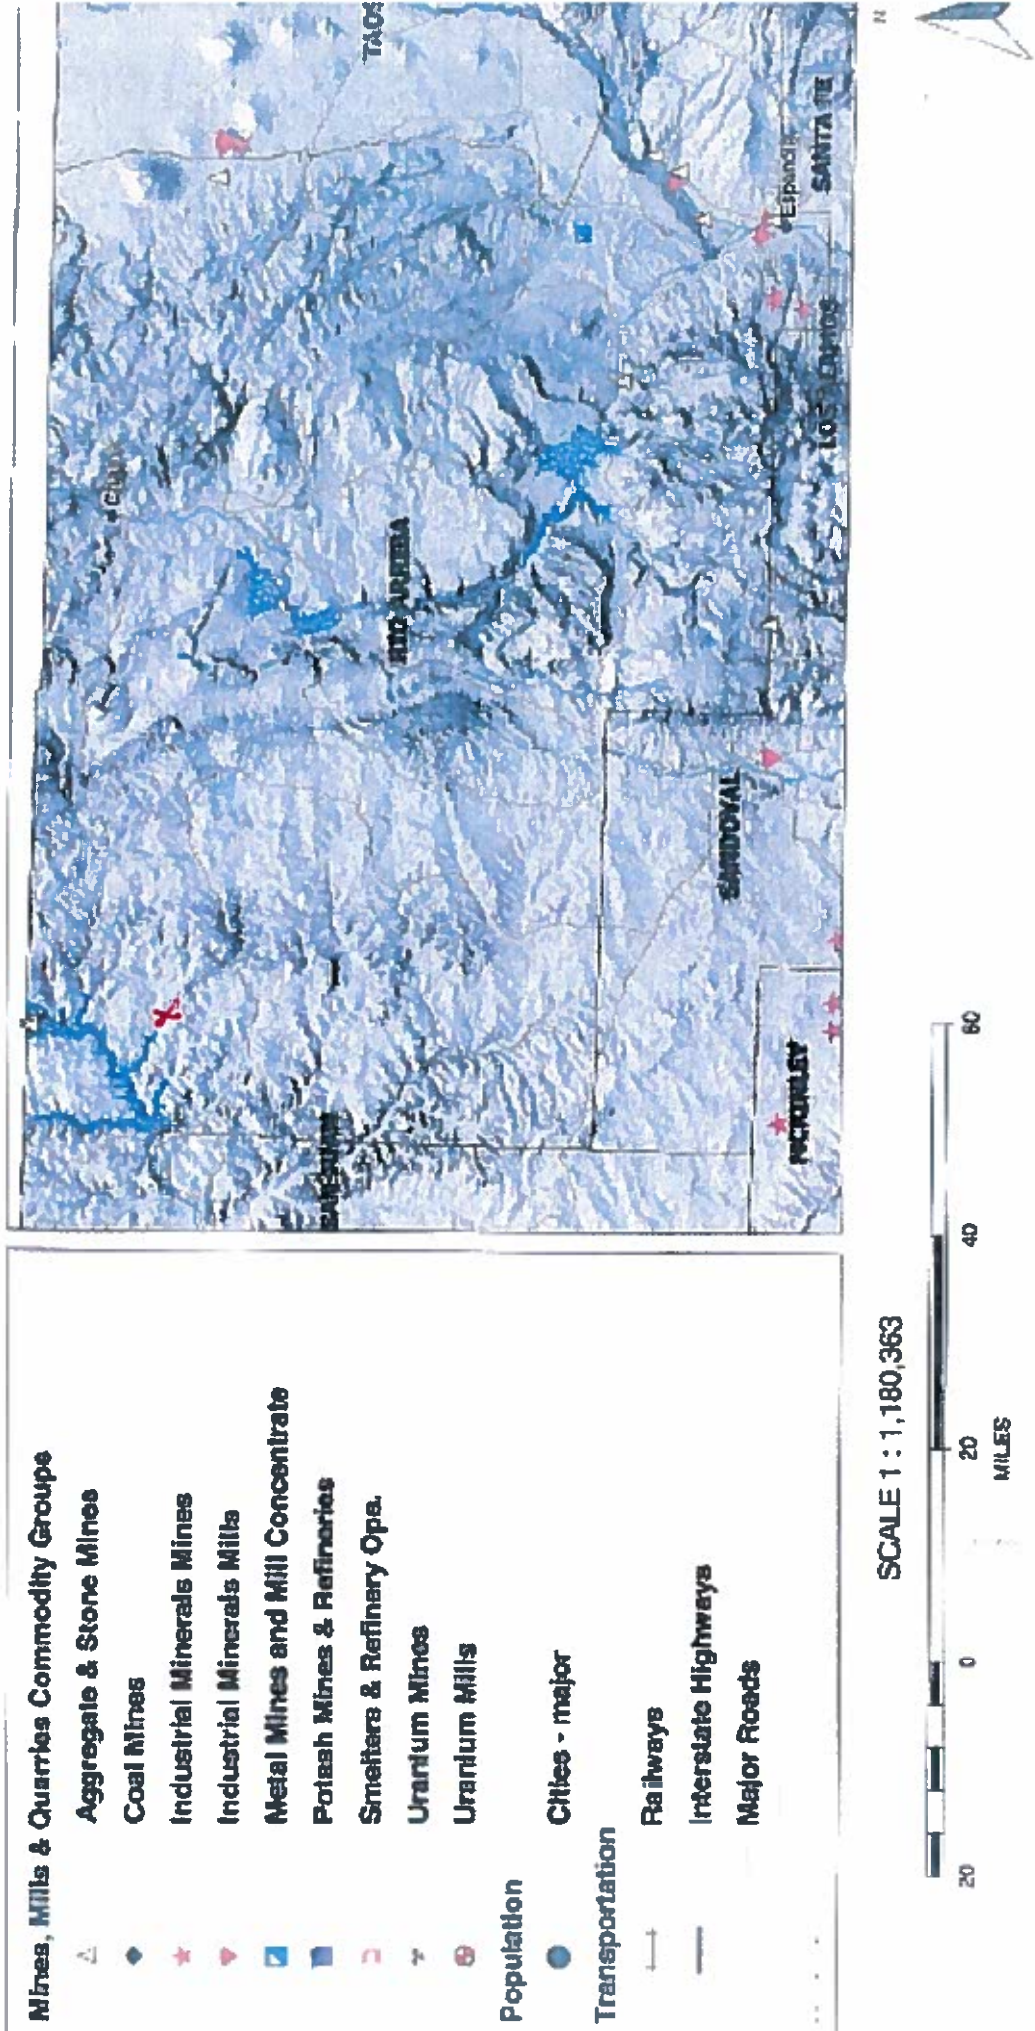 Mines, Mills & Quarries Commodity Groups
Aggregate & Stone Mines
Coal Mines
Industrial Minerals Mines
Industrial Minerals Mills
Metal Mines and Mill Concentrate
Potash Mines & Refineries
Smelters & Refinery Ops.
Uranium Mines
Uranium Mills
Population
Cities - major
Transportation
Railways
Interstate Highways
Major Roads
TAOS
RIO ARRIBA
SAN JUAN
SANDOVAL
MCKINLEY
LOS ALAMOS
Espanola
SANTA FE
N
SCALE 1 : 1,180,363
20 0 20 40 60
MILES